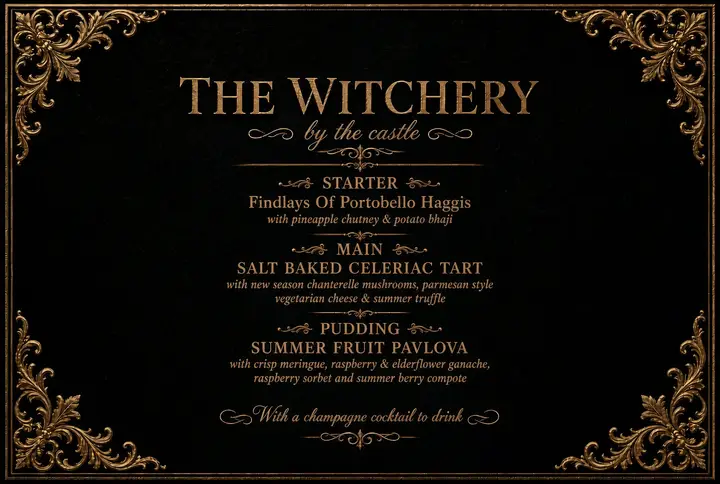 THE WITCHERY
by the castle
STARTER
Findlays Of Portobello Haggis
with pineapple chutney & potato bhaji
MAIN
SALT BAKED CELERIAC TART
with new season chanterelle mushrooms, parmesan style
vegetarian cheese & summer truffle
PUDDING
SUMMER FRUIT PAVLOVA
with crisp meringue, raspberry & elderflower ganache,
raspberry sorbet and summer berry compote
With a champagne cocktail to drink